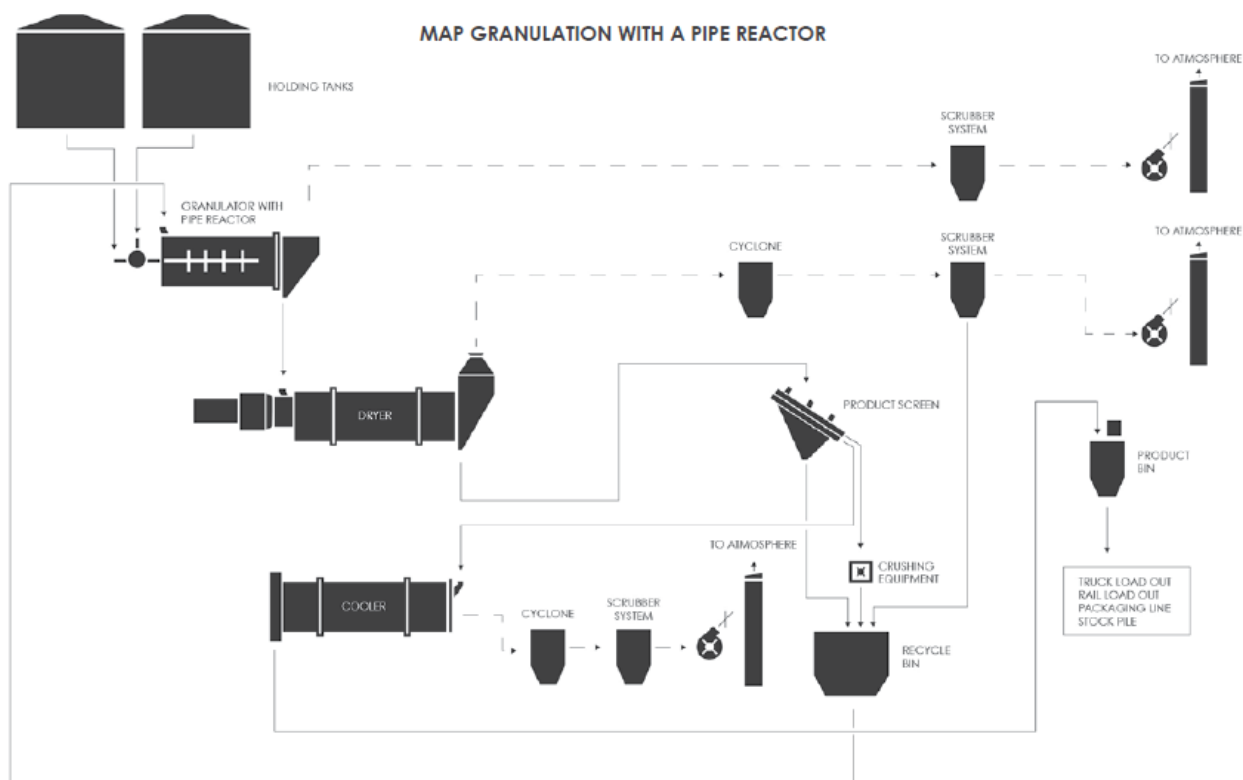 MAP GRANULATION WITH A PIPE REACTOR
TO ATMOSPHERE
HOLDING TANKS
SCRUBBER
SYSTEM
GRANULATOR WITH
PIPE REACTOR
TO ATMOSPHERE
CYCLONE
SCRUBBER
SYSTEM
DRYER
PRODUCT SCREEN
PRODUCT
BIN
TO ATMOSPHERE
CRUSHING
EQUIPMENT
TRUCK LOAD OUT
RAIL LOAD OUT
PACKAGING LINE
STOCK PILE
COOLER
CYCLONE
SCRUBBER
SYSTEM
RECYCLE
BIN